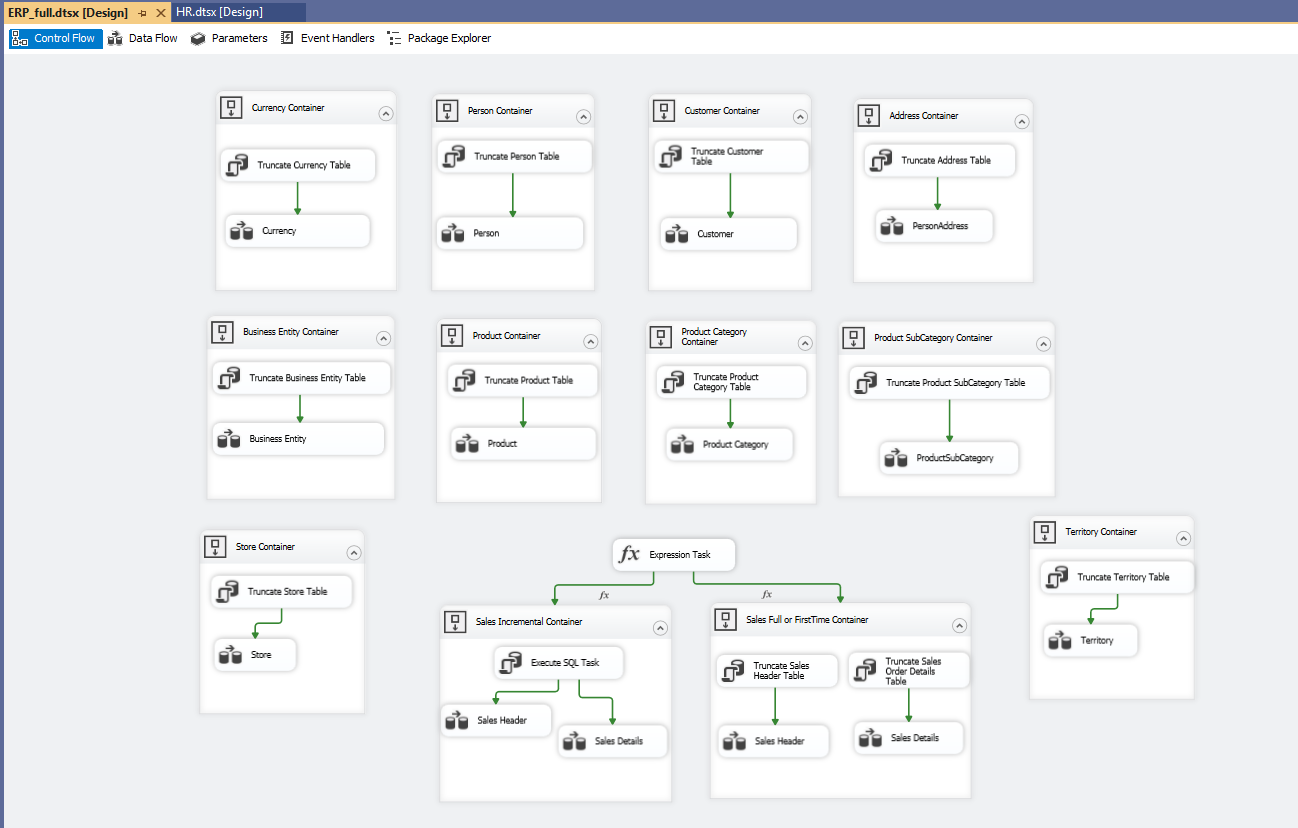 ERP_full.dtsx [Design]
HR.dtsx [Design]
Control Flow
Data Flow
Parameters
Event Handlers
Package Explorer
Currency Container
Truncate Currency Table
Currency
Person Container
Truncate Person Table
Person
Customer Container
Truncate Customer
Table
Customer
Address Container
Truncate Address Table
PersonAddress
Business Entity Container
Truncate Business Entity Table
Business Entity
Product Container
Truncate Product Table
Product
Product Category
Container
Truncate Product
Category Table
Product Category
Product SubCategory Container
Truncate Product SubCategory Table
ProductSubCategory
Store Container
Truncate Store Table
Store
fx Expression Task
fx
fx
Sales Incremental Container
Execute SQL Task
Sales Header
Sales Details
Sales Full or FirstTime Container
Truncate Sales
Header Table
Sales Header
Truncate Sales
Order Details
Table
Sales Details
Territory Container
Truncate Territory Table
Territory